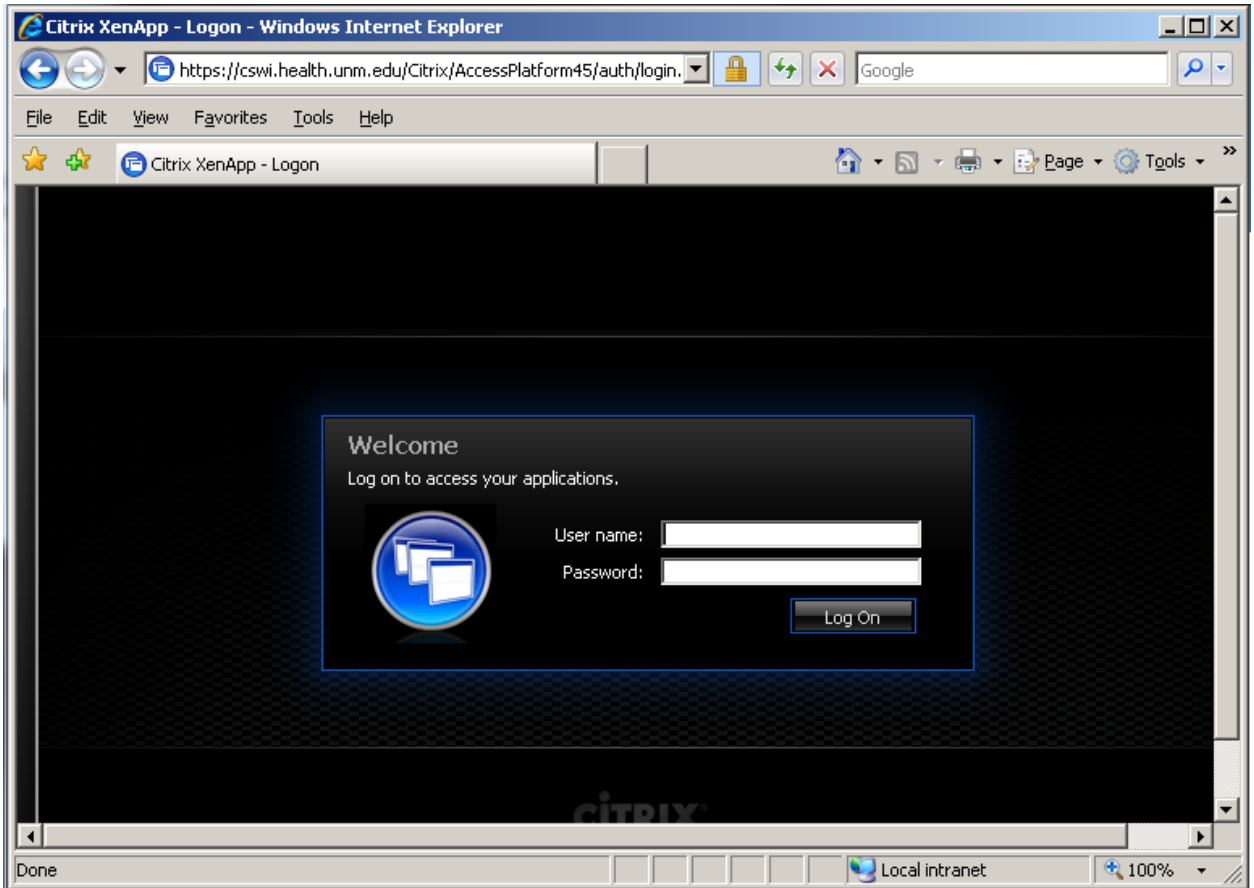 Citrix XenApp - Logon - Windows Internet Explorer
https://cswi.health.unm.edu/Citrix/AccessPlatform45/auth/login.
Google
File Edit View Favorites Tools Help
Citrix XenApp - Logon
Page Tools »
Welcome
Log on to access your applications.
User name:
Password:
Log On
CITRIX
Done Local intranet 100%